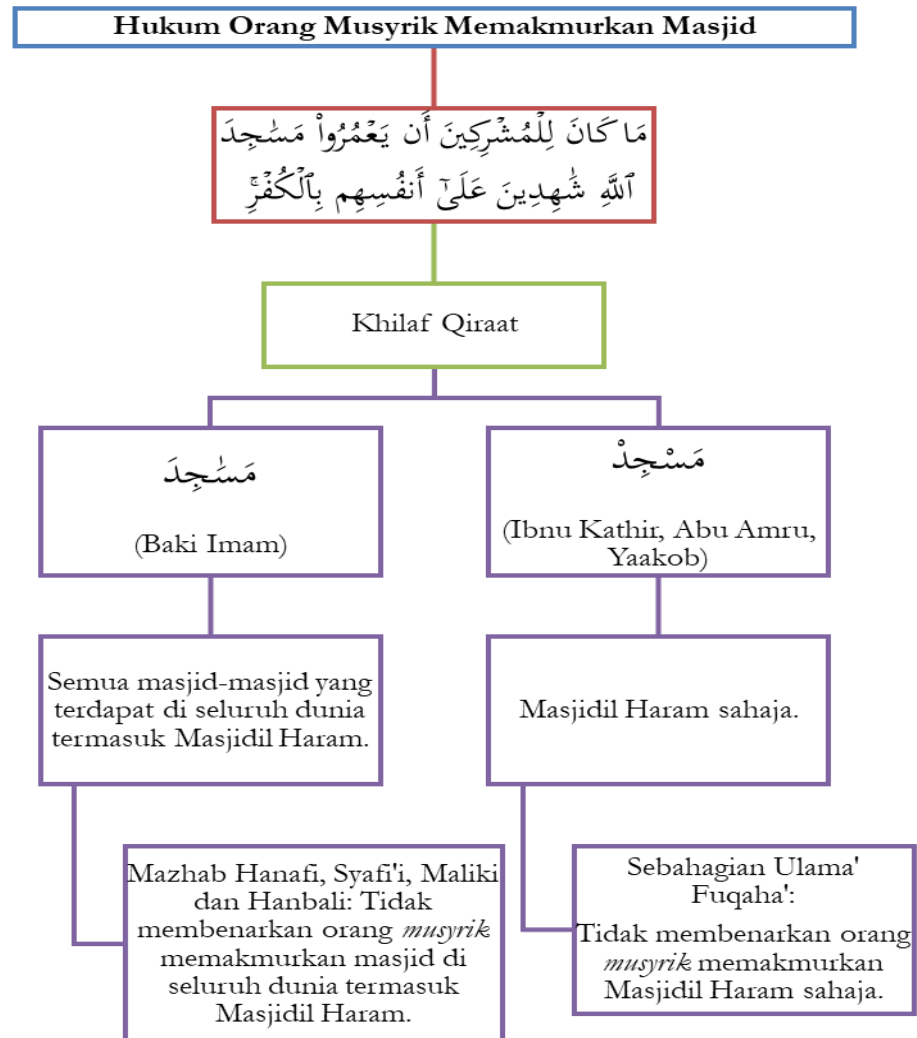 Hukum Orang Musyrik Memakmurkan Masjid
مَا كَانَ لِلۡمُشۡرِكِينَ أَن يَعۡمُرُواْ مَسَٰجِدَ
ٱللَّهِ شَٰهِدِينَ عَلَىٰٓ أَنفُسِهِم بِٱلۡكُفۡرِۚ
Khilaf Qiraat
مَسَٰجِدَ
(Baki Imam)
مَسْجِدْ
(Ibnu Kathir, Abu Amru,
Yaakob)
Semua masjid-masjid yang
terdapat di seluruh dunia
termasuk Masjidil Haram.
Masjidil Haram sahaja.
Mazhab Hanafi, Syafi'i, Maliki
dan Hanbali: Tidak
membenarkan orang musyrik
memakmurkan masjid di
seluruh dunia termasuk
Masjidil Haram.
Sebahagian Ulama'
Fuqaha':
Tidak membenarkan orang
musyrik memakmurkan
Masjidil Haram sahaja.